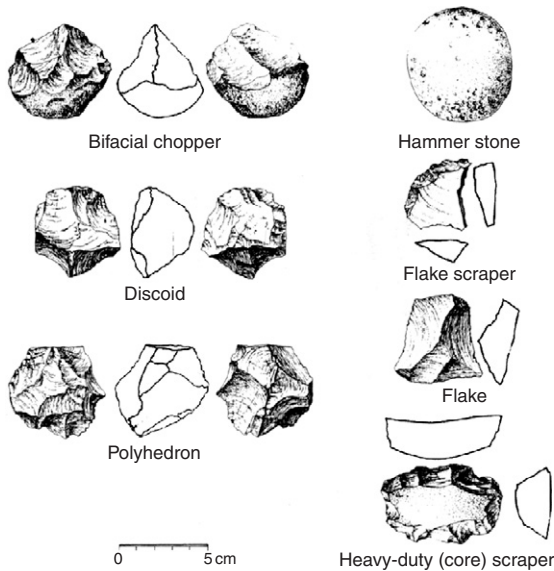 Bifacial chopper
Hammer stone
Discoid
Flake scraper
Flake
Polyhedron
0 5 cm
Heavy-duty (core) scraper